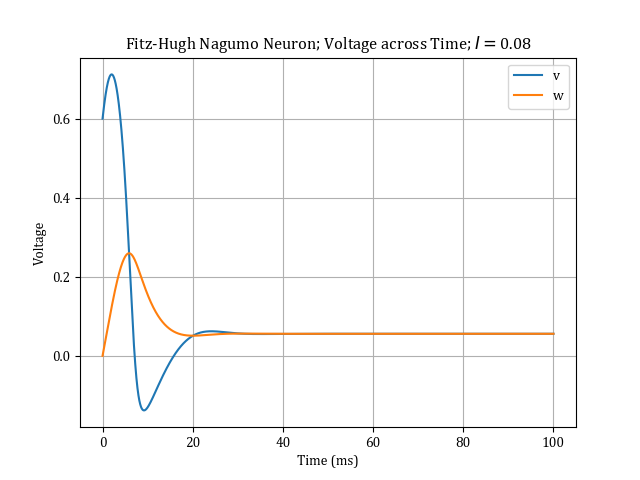 Fitz-Hugh Nagumo Neuron; Voltage across Time; I = 0.08
v
w
0.6
0.4
0.2
0.0
Voltage
0 20 40 60 80 100
Time (ms)